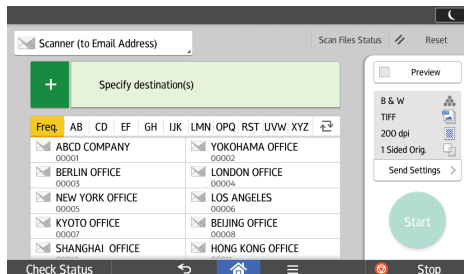 Scanner (to Email Address)
Scan Files Status
Reset
+
Specify destination(s)
Preview
B & W
TIFF
200 dpi
1 Sided Orig.
Send Settings >
Start
Freq. AB CD EF GH IJK LMN OPQ RST UVW XYZ
ABCD COMPANY
00001
YOKOHAMA OFFICE
00002
BERLIN OFFICE
00003
LONDON OFFICE
00004
NEW YORK OFFICE
00005
LOS ANGELES
00006
KYOTO OFFICE
00007
BEIJING OFFICE
00008
SHANGHAI OFFICE
HONG KONG OFFICE
Check Status
Stop